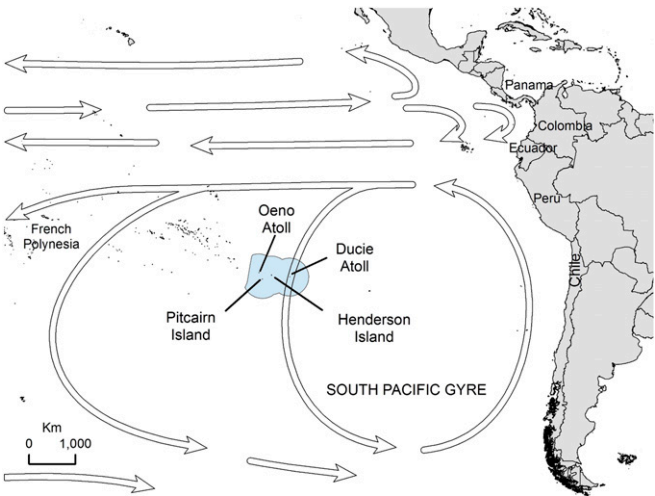 Panama
Colombia
Ecuador
Perú
Chile
French
Polynesia
Oeno
Atoll
Ducie
Atoll
Pitcairn
Island
Henderson
Island
SOUTH PACIFIC GYRE
Km
0 1,000